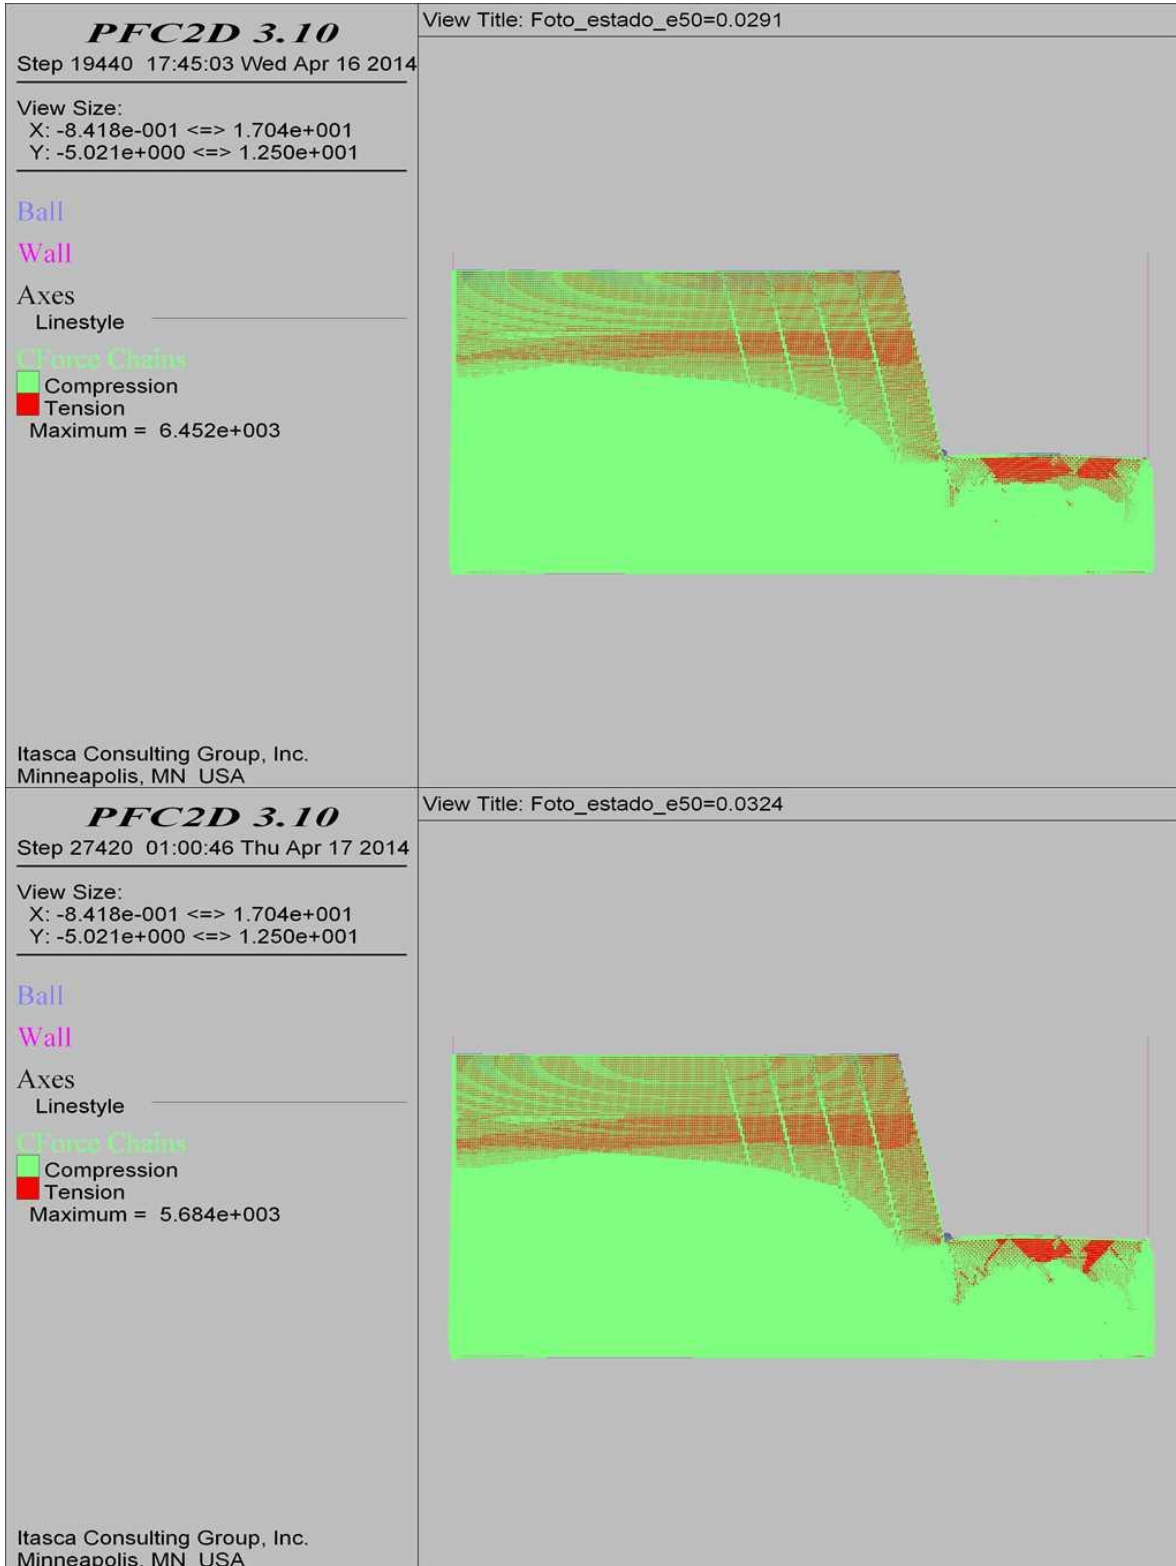 PFC2D 3.10
Step 19440 17:45:03 Wed Apr 16 2014
View Size:
X: -8.418e-001 <=> 1.704e+001
Y: -5.021e+000 <=> 1.250e+001
Ball
Wall
Axes
Linestyle
CForce Chains
Compression
Tension
Maximum = 6.452e+003
Itasca Consulting Group, Inc.
Minneapolis, MN USA
View Title: Foto_estado_e50=0.0291
PFC2D 3.10
Step 27420 01:00:46 Thu Apr 17 2014
View Size:
X: -8.418e-001 <=> 1.704e+001
Y: -5.021e+000 <=> 1.250e+001
Ball
Wall
Axes
Linestyle
CForce Chains
Compression
Tension
Maximum = 5.684e+003
Itasca Consulting Group, Inc.
Minneapolis, MN USA
View Title: Foto_estado_e50=0.0324